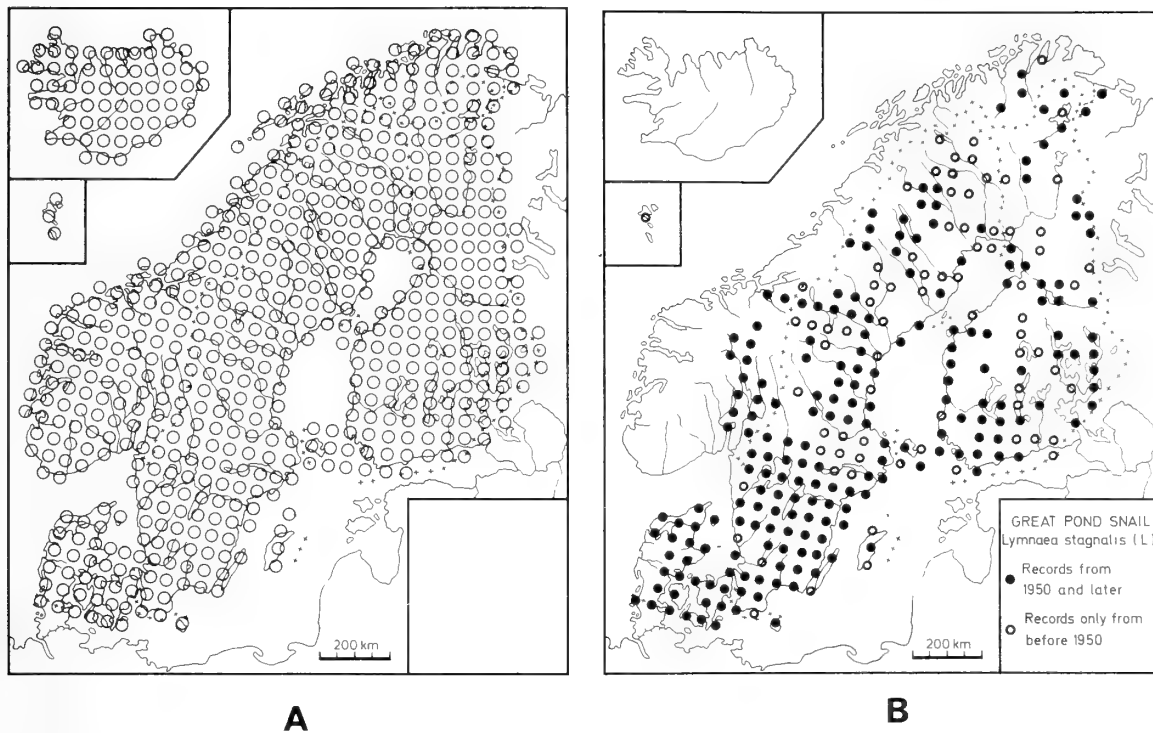 200 km
GREAT POND SNAIL
Lymnaea stagnalis (L)
Records from
1950 and later
Records only from
before 1950
200 km
A
B